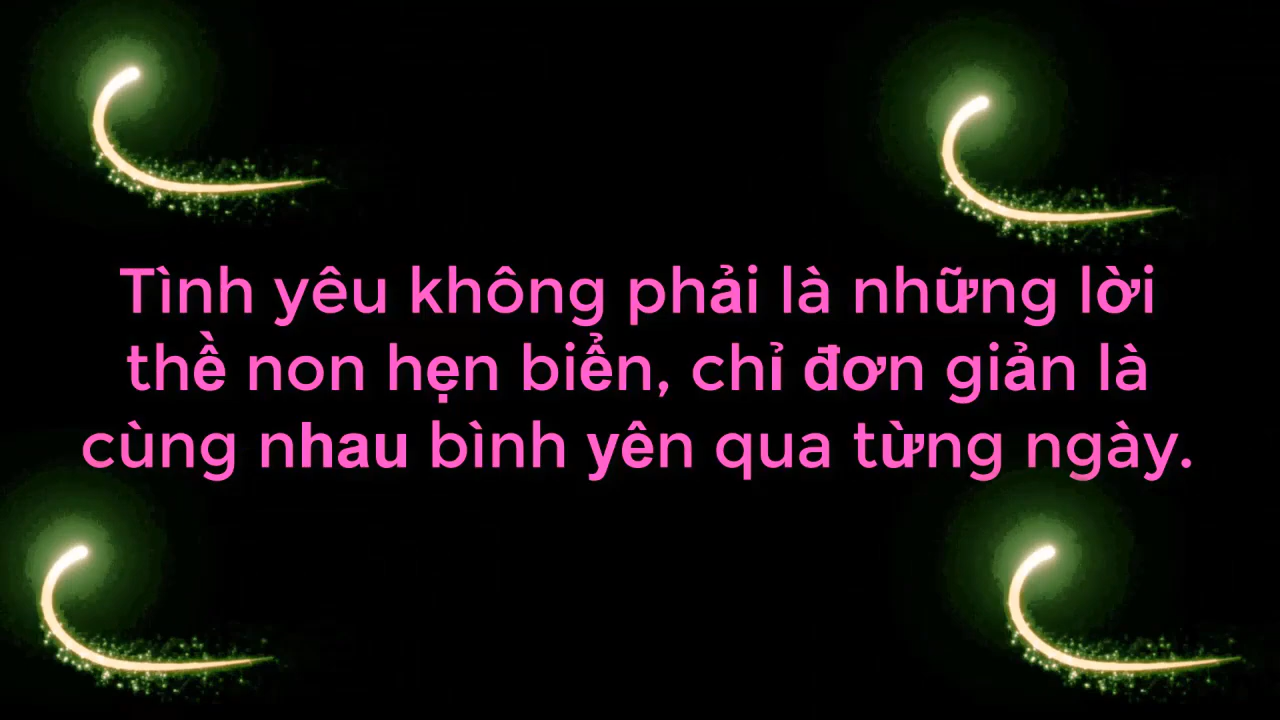 Tình yêu không phải là những lời
thề non hẹn biển, chỉ đơn giản là
cùng nhau bình yên qua từng ngày.